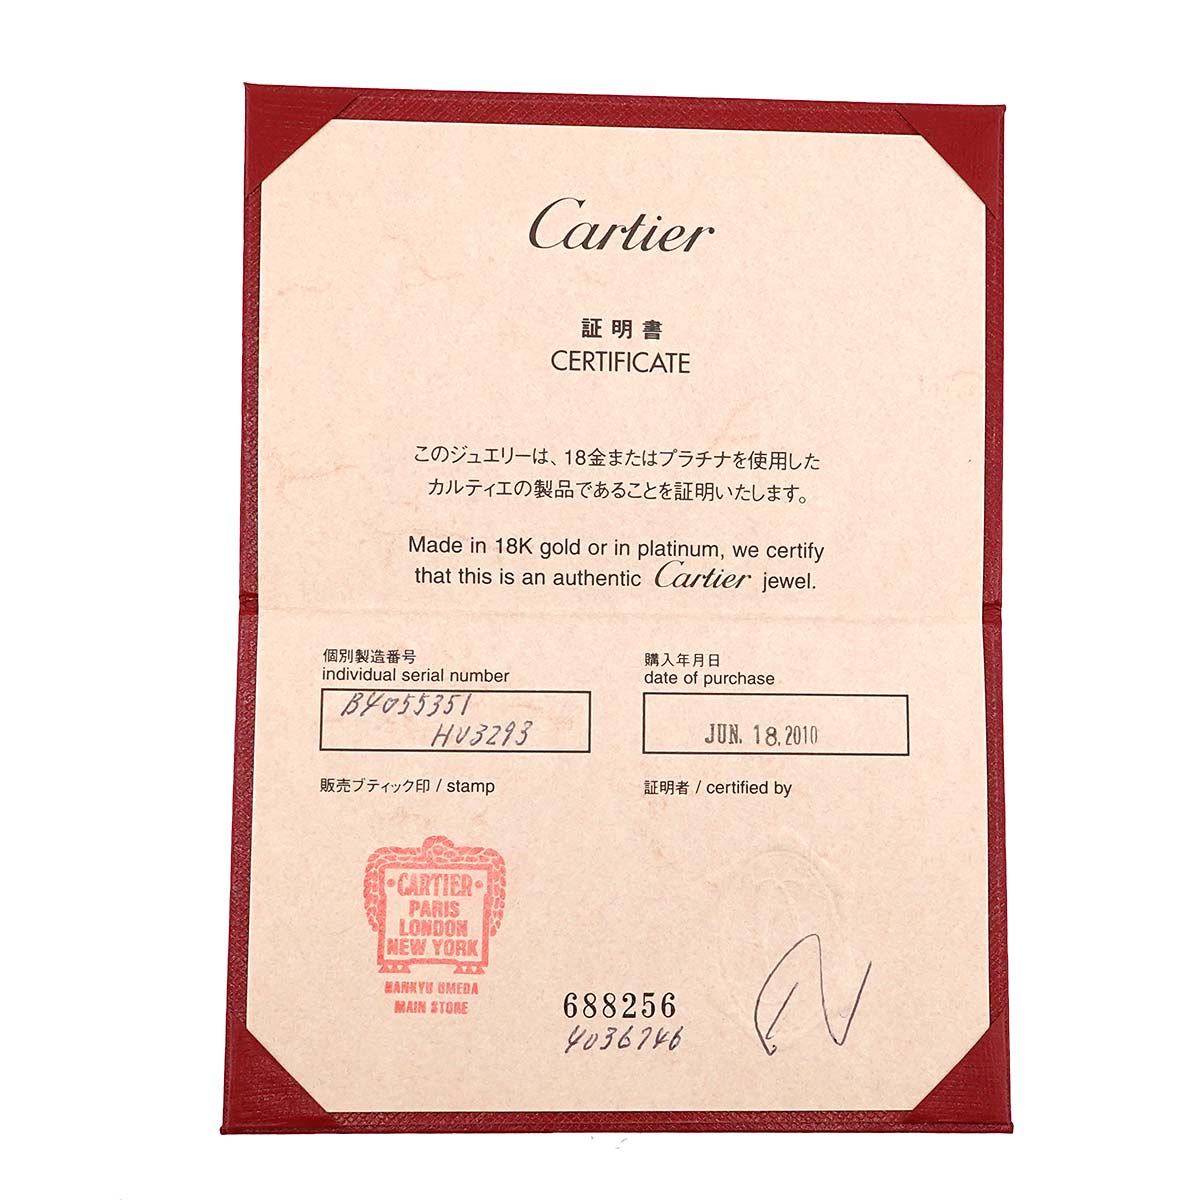 Cartier
証明書
CERTIFICATE
このジュエリーは、18金またはプラチナを使用した
カルティエの製品であることを証明いたします。
Made in 18K gold or in platinum, we certify
that this is an authentic Cartier jewel.
個別製造番号
individual serial number
B4055351
HU3293
購入年月日
date of purchase
JUN. 18. 2010
販売ブティック印 / stamp
証明者 / certified by
·CARTIER·
PARIS
LONDON
NEW YORK
HANKYU UMEDA
MAIN STORE
688256
4036746